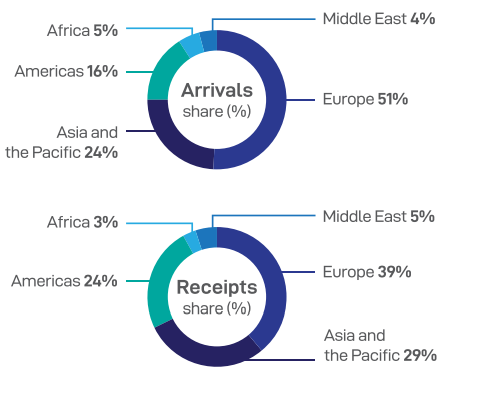 Middle East 4%
Africa 5%
Americas 16%
Arrivals
share (%)
Europe 51%
Asia and
the Pacific 24%
Middle East 5%
Africa 3%
Americas 24%
Receipts
share (%)
Europe 39%
Asia and
the Pacific 29%